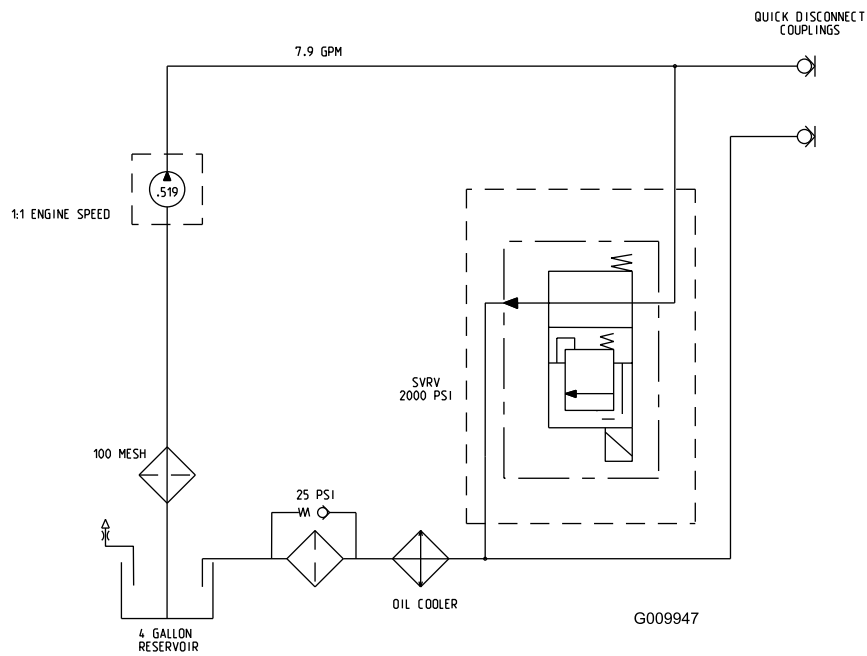 QUICK DISCONNECT
COUPLINGS
7.9 GPM
.519
1:1 ENGINE SPEED
SVRV
2000 PSI
100 MESH
25 PSI
OIL COOLER
G009947
4 GALLON
RESERVOIR